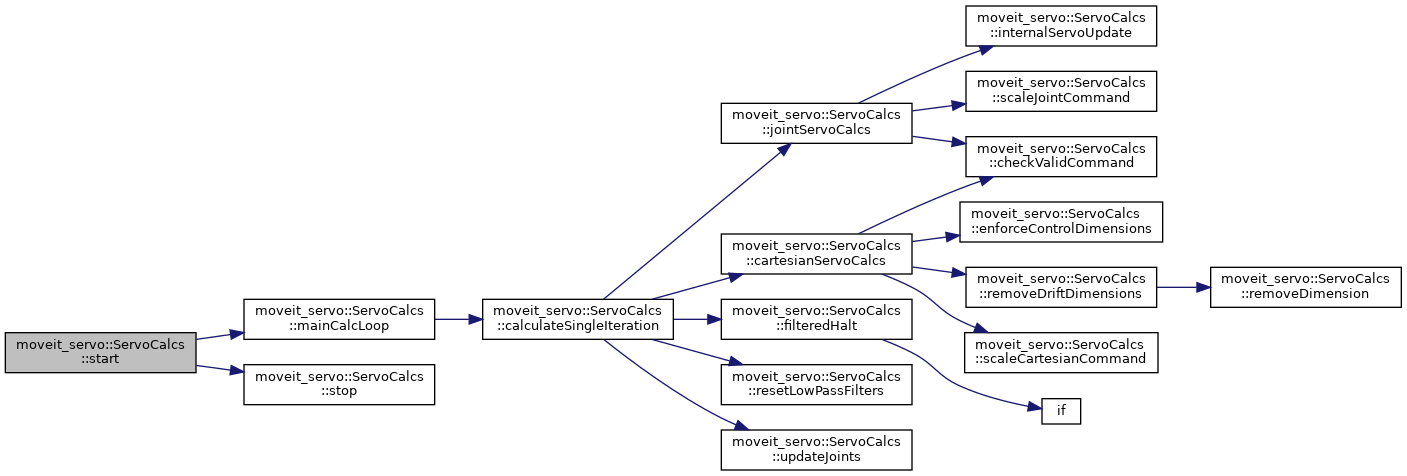 moveit_servo::ServoCalcs
::start
moveit_servo::ServoCalcs
::mainCalcLoop
moveit_servo::ServoCalcs
::stop
moveit_servo::ServoCalcs
::calculateSingleIteration
moveit_servo::ServoCalcs
::jointServoCalcs
moveit_servo::ServoCalcs
::cartesianServoCalcs
moveit_servo::ServoCalcs
::filteredHalt
moveit_servo::ServoCalcs
::resetLowPassFilters
moveit_servo::ServoCalcs
::updateJoints
moveit_servo::ServoCalcs
::internalServoUpdate
moveit_servo::ServoCalcs
::scaleJointCommand
moveit_servo::ServoCalcs
::checkValidCommand
moveit_servo::ServoCalcs
::enforceControlDimensions
moveit_servo::ServoCalcs
::removeDriftDimensions
moveit_servo::ServoCalcs
::scaleCartesianCommand
if
moveit_servo::ServoCalcs
::removeDimension